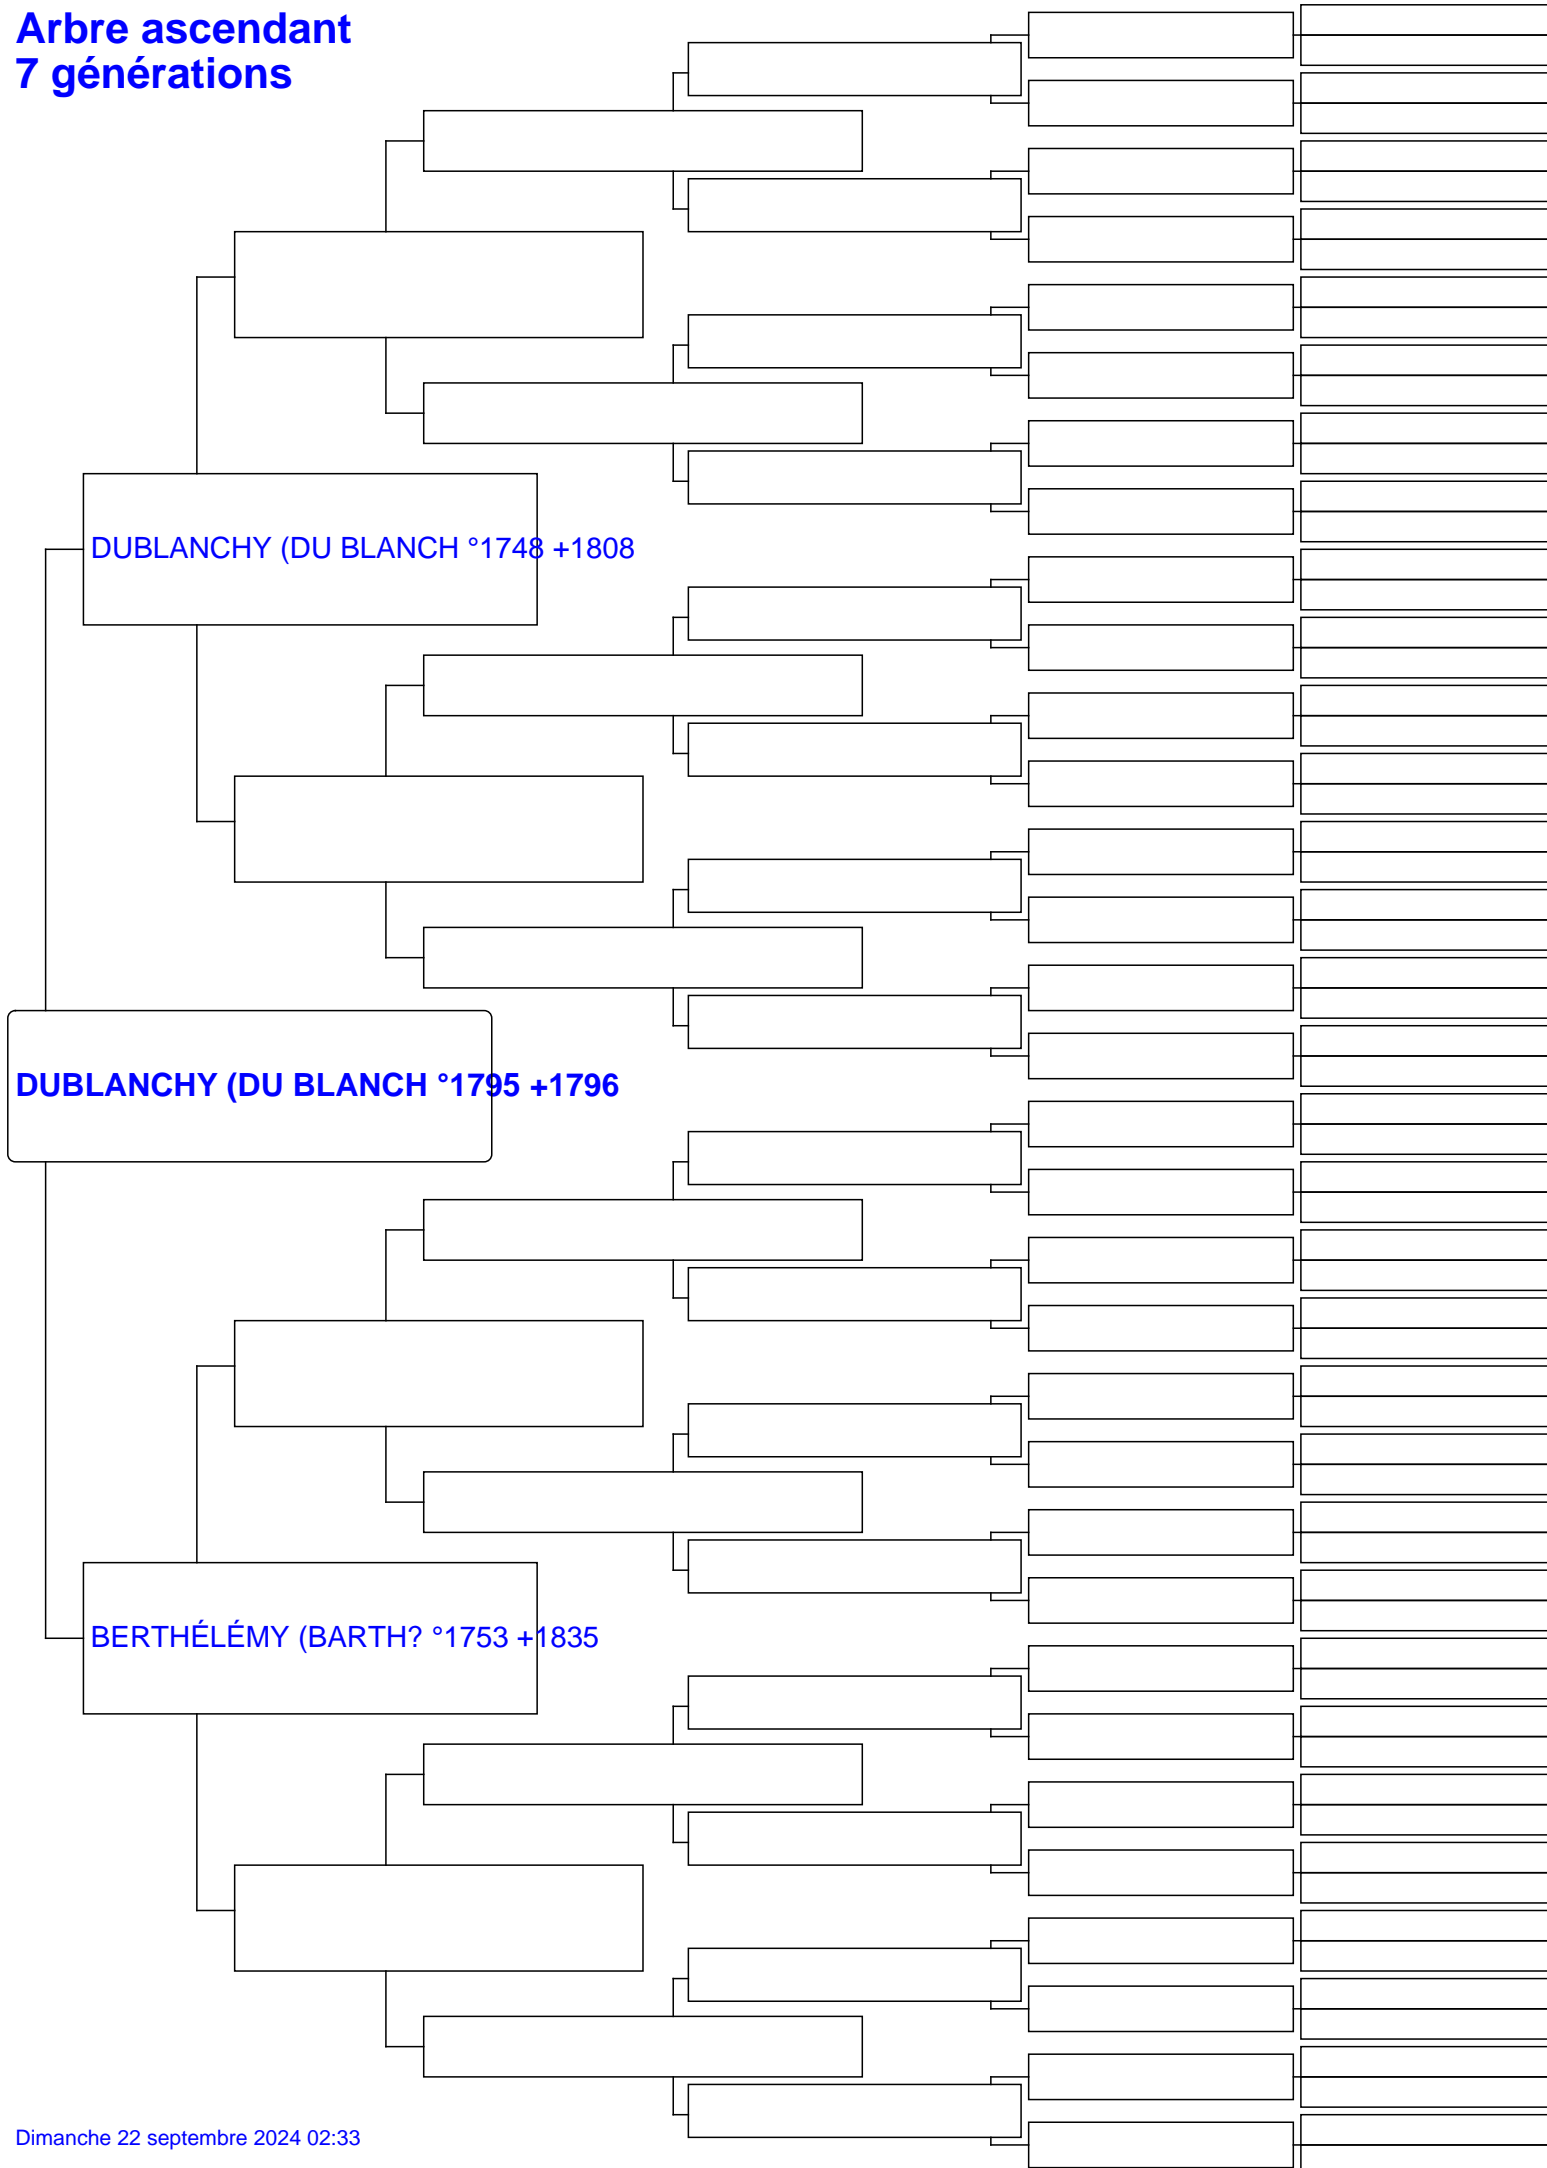 Arbre ascendant
7 générations
DUBLANCHY (DU BLANCH °1748 +1808
DUBLANCHY (DU BLANCH °1795 +1796
BERTHÉLÉMY (BARTH? °1753 +1835
Dimanche 22 septembre 2024 02:33